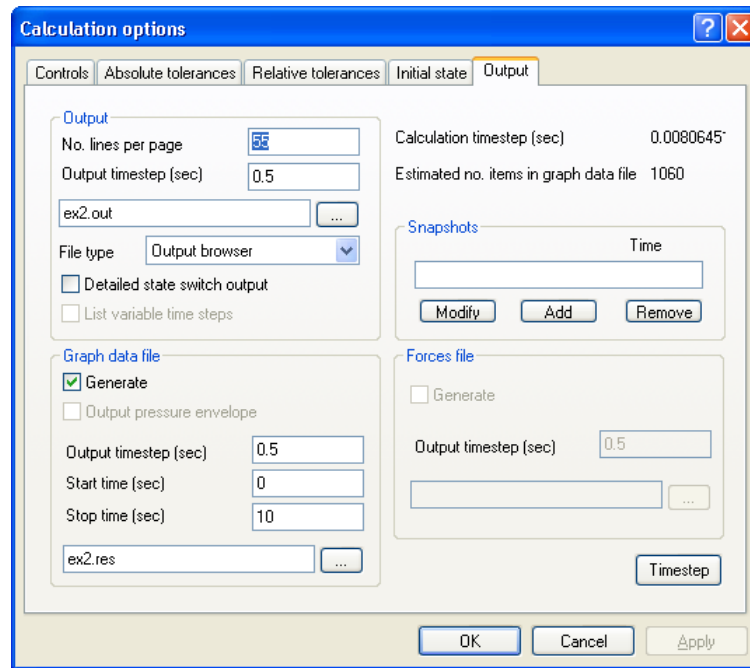 Calculation options
Controls Absolute tolerances Relative tolerances Initial state Output
Output
No. lines per page 55
Output timestep (sec) 0.5
ex2.out ...
File type Output browser
Detailed state switch output
List variable time steps
Calculation timestep (sec) 0.0080645
Estimated no. items in graph data file 1060
Snapshots
Time
Modify Add Remove
Graph data file
Generate
Output pressure envelope
Output timestep (sec) 0.5
Start time (sec) 0
Stop time (sec) 10
ex2.res ...
Forces file
Generate
Output timestep (sec) 0.5
...
Timestep
OK Cancel Apply